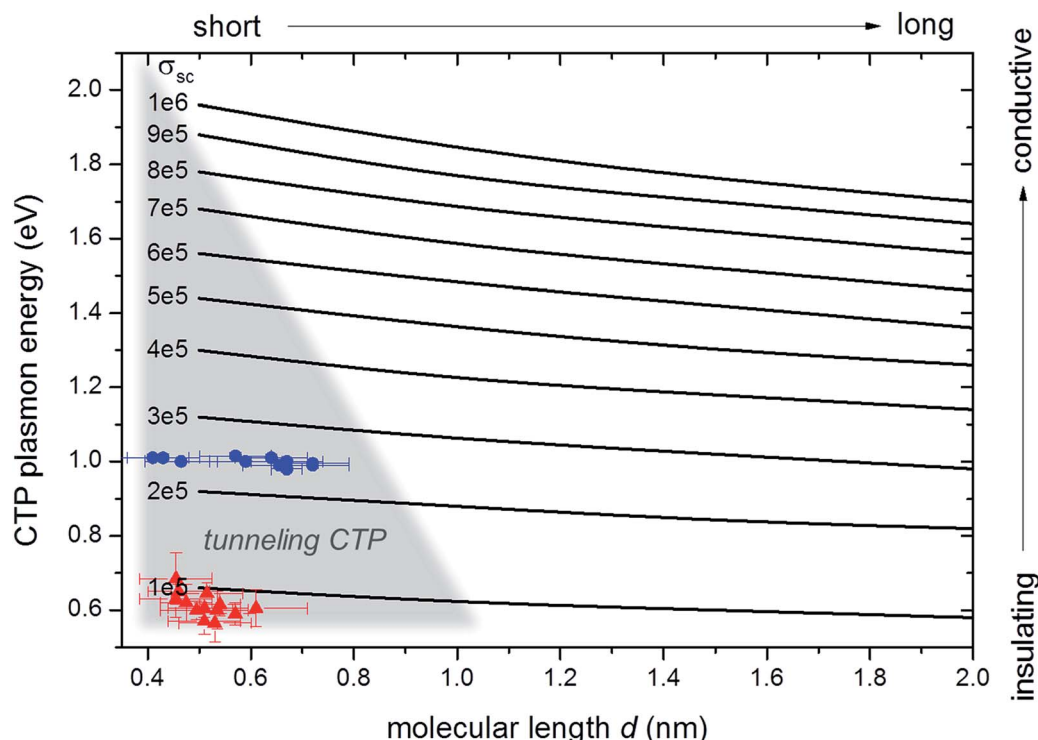 short
long
σsc
1e6
9e5
8e5
7e5
6e5
5e5
4e5
3e5
2e5
1e5
tunneling CTP
2.0
1.8
1.6
1.4
1.2
1.0
0.8
0.6
CTP plasmon energy (eV)
conductive
insulating
0.4 0.6 0.8 1.0 1.2 1.4 1.6 1.8 2.0
molecular length d (nm)